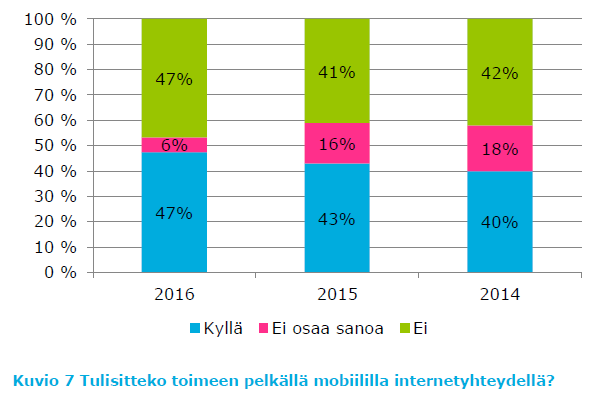 100 %
90 %
80 %
70 %
60 %
50 %
40 %
30 %
20 %
10 %
0 %
47% 41% 42%
6% 16% 18%
47% 43% 40%
2016 2015 2014
Kyllä Ei osaa sanoa Ei
Kuvio 7 Tulisitteko toimeen pelkällä mobiililla internetyhteydellä?